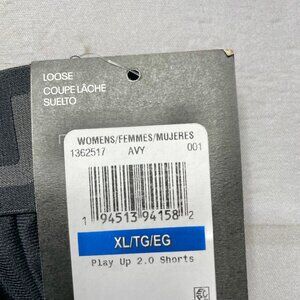 LOOSE
COUPE LÂCHE
SUELTO
WOMENS/FEMMES/MUJERES
1362517 AVY 001
1 94513 94158 2
XL/TG/EG
Play Up 2.0 Shorts